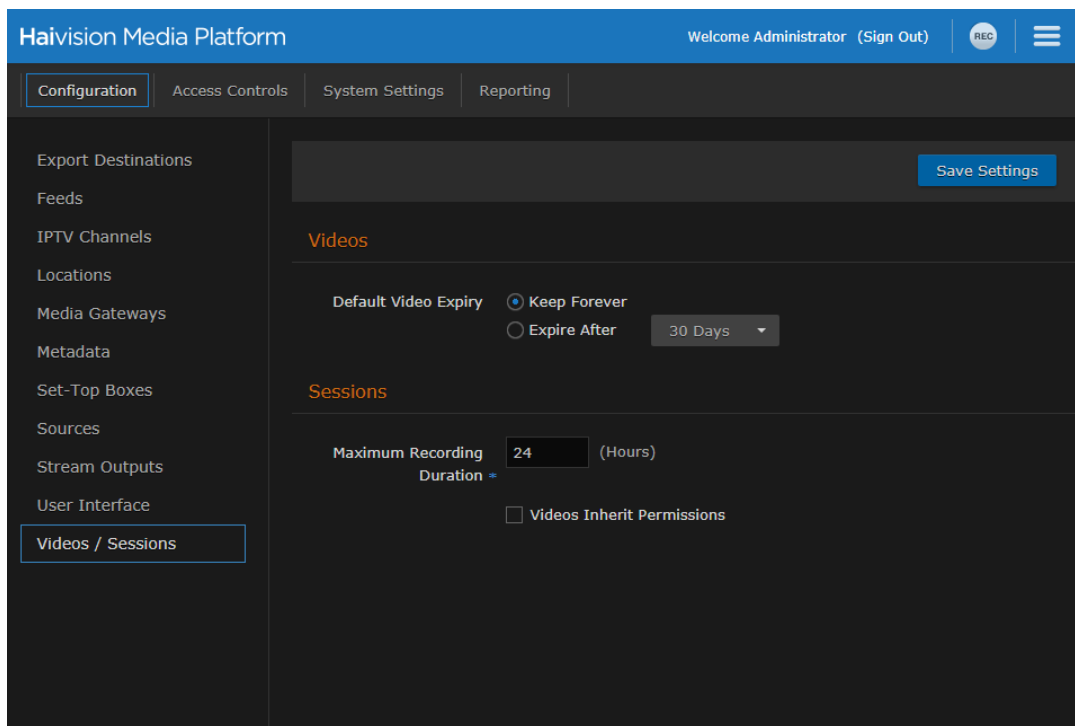 Haivision Media Platform
Welcome Administrator (Sign Out)
REC
Configuration Access Controls System Settings Reporting
Export Destinations
Feeds
IPTV Channels
Locations
Media Gateways
Metadata
Set-Top Boxes
Sources
Stream Outputs
User Interface
Videos / Sessions
Save Settings
Videos
Default Video Expiry Keep Forever
Expire After 30 Days
Sessions
Maximum Recording 24 (Hours)
Duration *
Videos Inherit Permissions